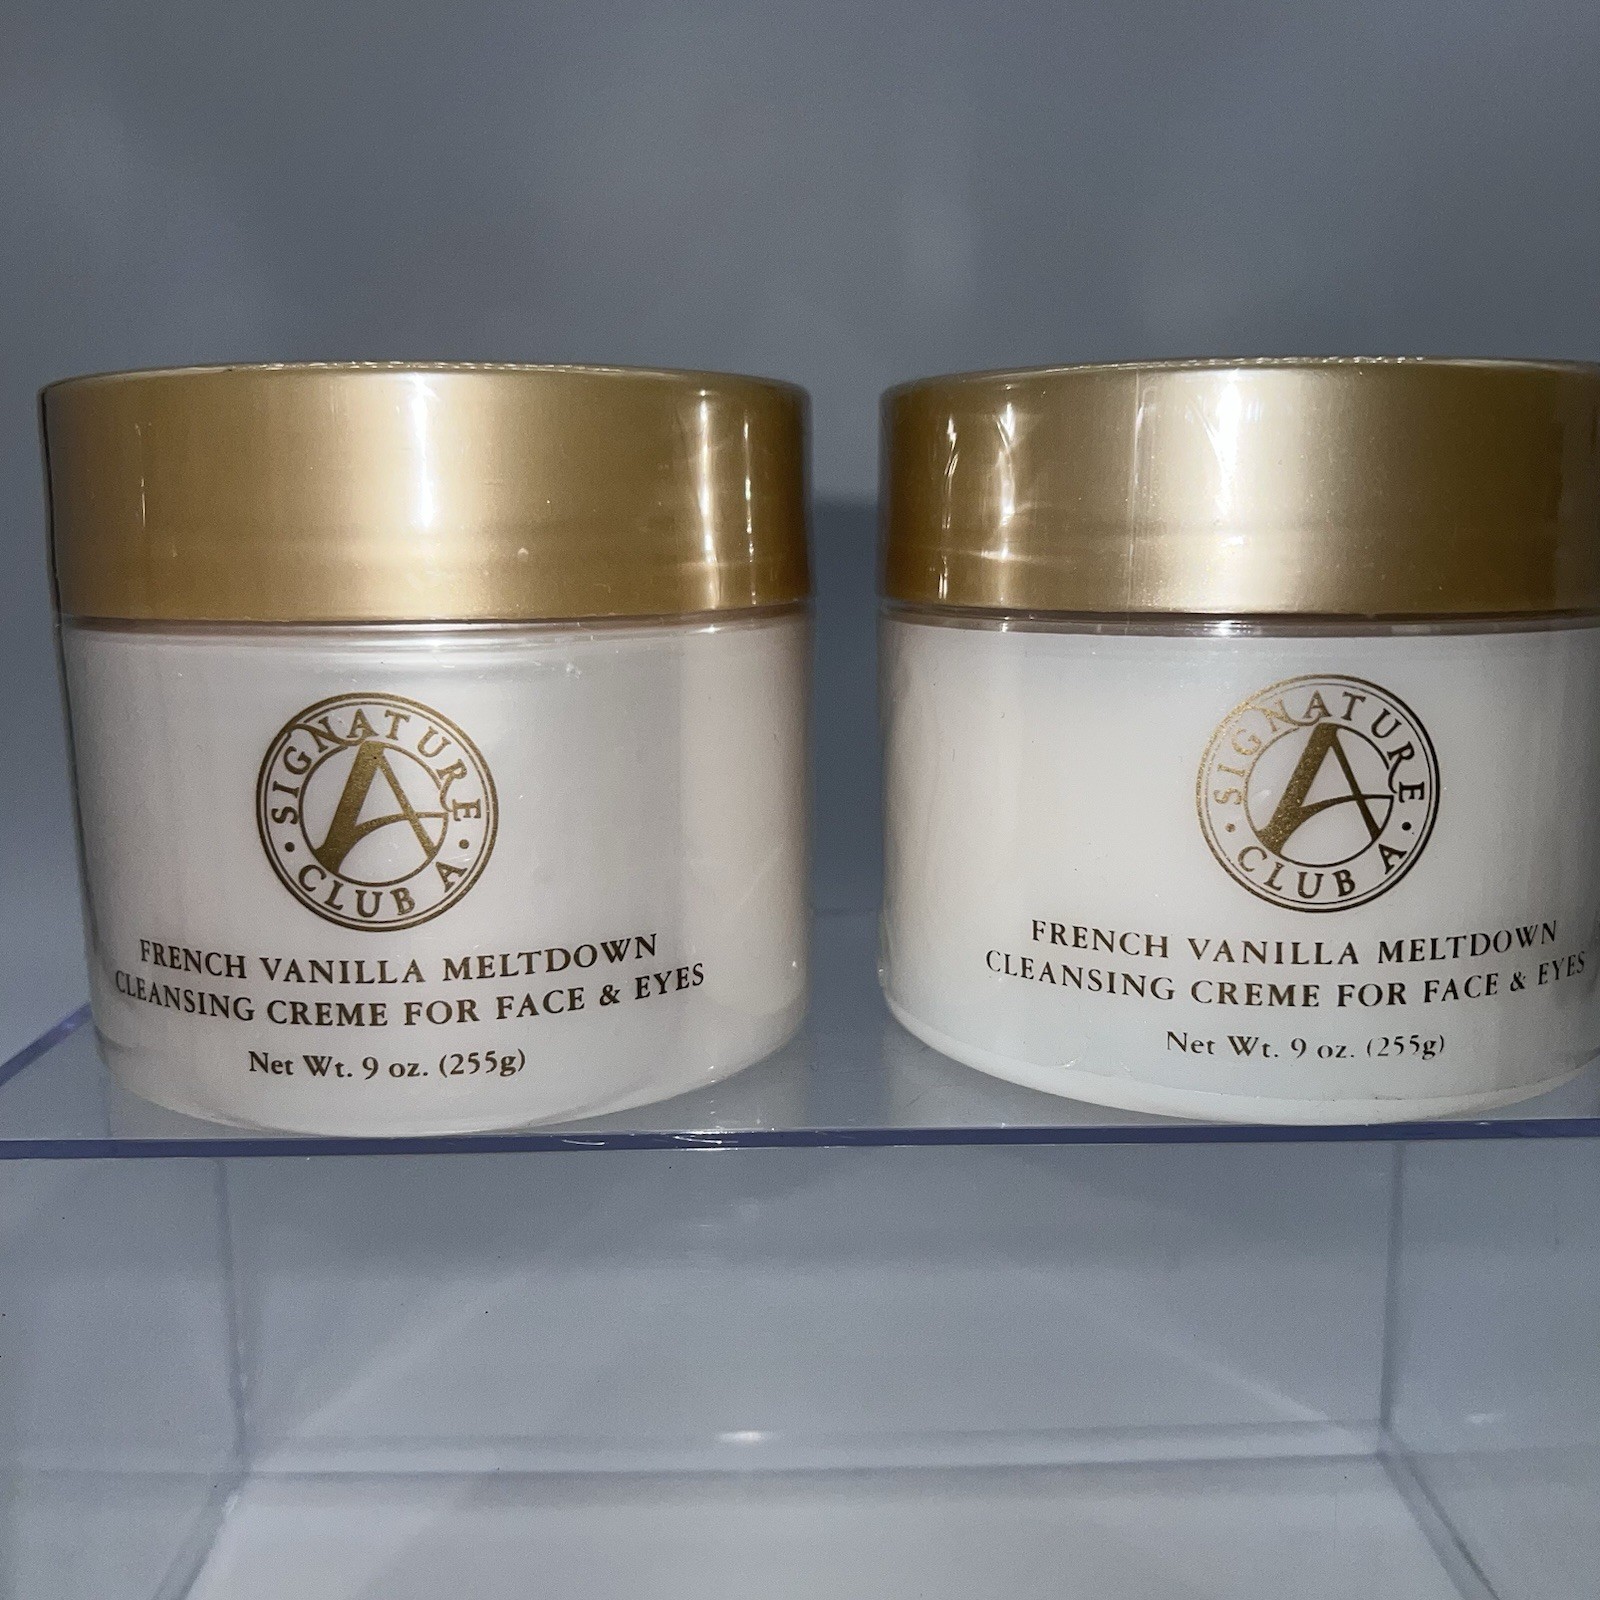 SIGNATURE
A
CLUB A
FRENCH VANILLA MELTDOWN
CLEANSING CREME FOR FACE & EYES
Net Wt. 9 oz. (255g)
SIGNATURE
A
CLUB A
FRENCH VANILLA MELTDOWN
CLEANSING CREME FOR FACE & EYES
Net Wt. 9 oz. (255g)